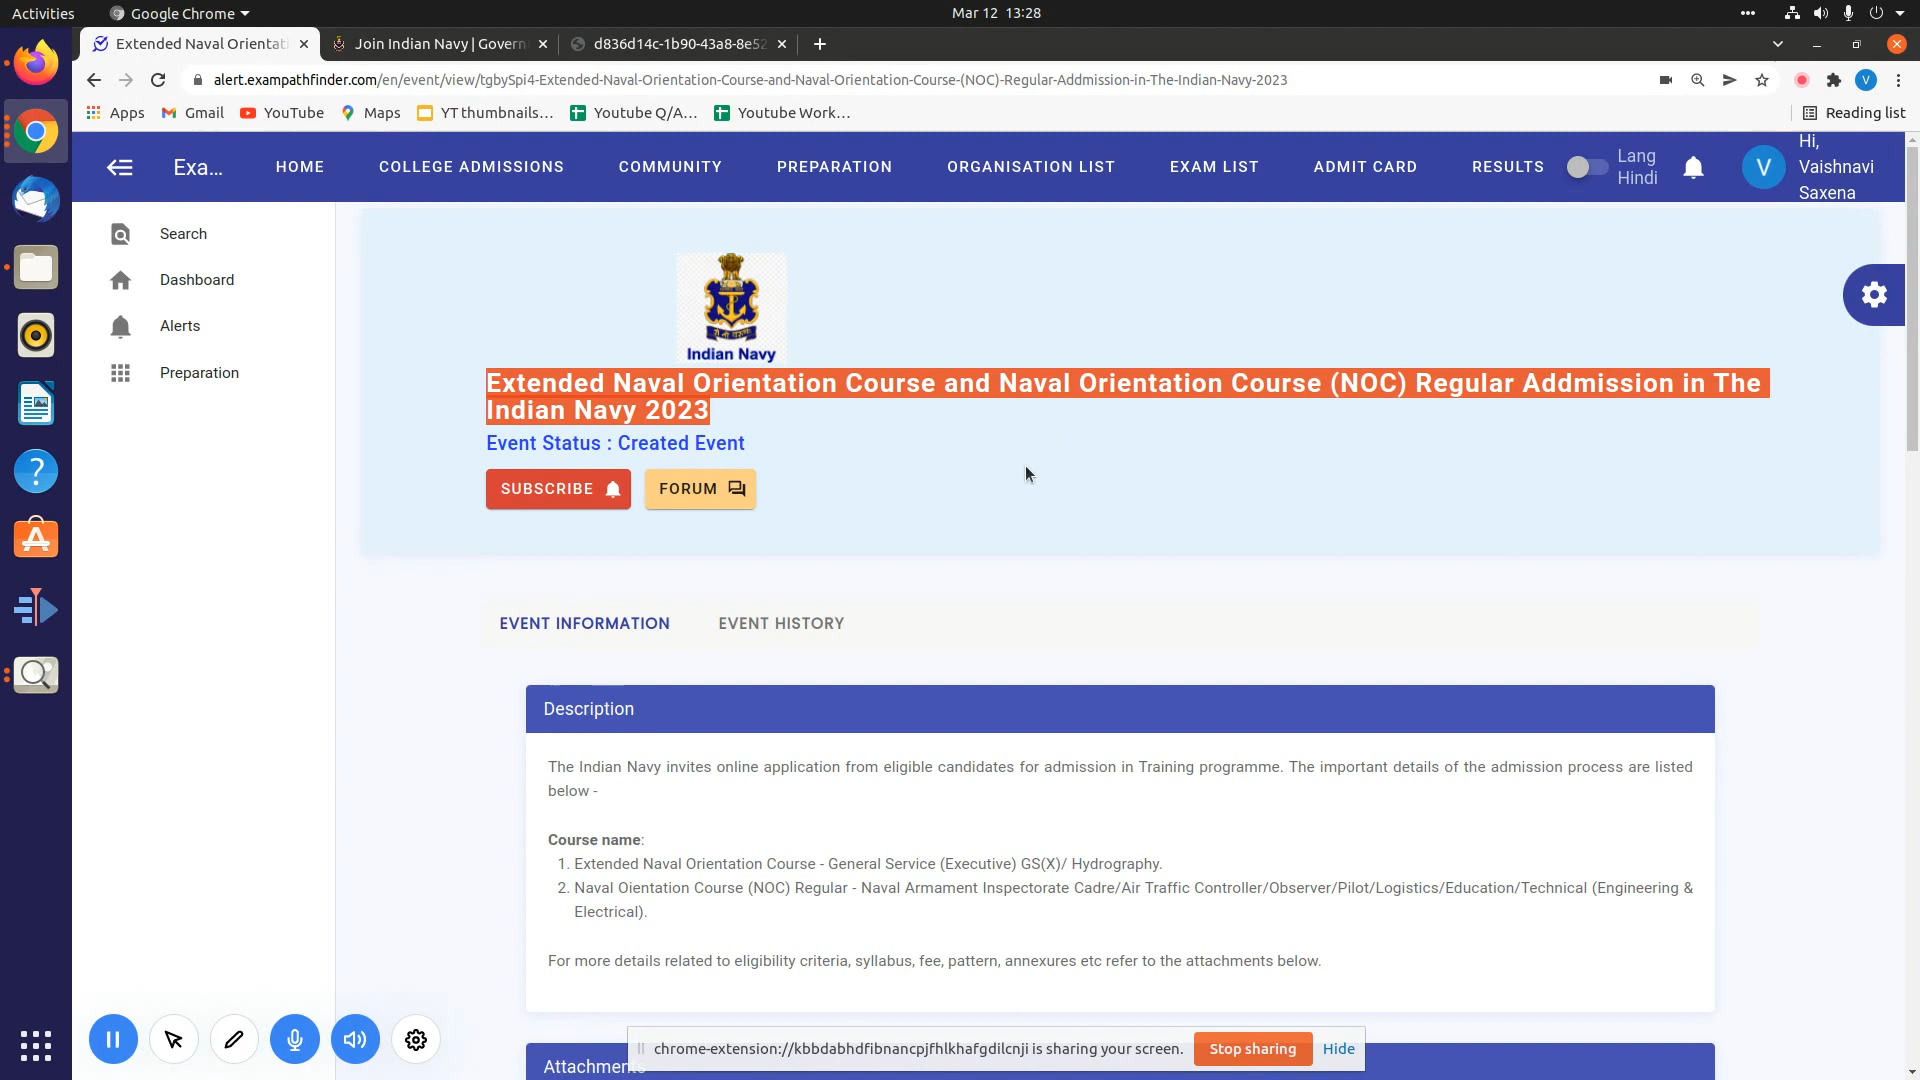 Activities Google Chrome Mar 12 13:28
Extended Naval Orientati Join Indian Navy | Govern d836d14c-1b90-43a8-8e52
alert.exampathfinder.com/en/event/view/tgbySpi4-Extended-Naval-Orientation-Course-and-Naval-Orientation-Course-(NOC)-Regular-Addmission-in-The-Indian-Navy-2023 V
Apps Gmail YouTube Maps YT thumbnails... Youtube Q/A... Youtube Work... Reading list
Exa... HOME COLLEGE ADMISSIONS COMMUNITY PREPARATION ORGANISATION LIST EXAM LIST ADMIT CARD RESULTS Lang Hindi V Hi, Vaishnavi Saxena
Search
Dashboard
Alerts
Preparation
Indian Navy
Extended Naval Orientation Course and Naval Orientation Course (NOC) Regular Addmission in The
Indian Navy 2023
Event Status : Created Event
SUBSCRIBE FORUM
EVENT INFORMATION EVENT HISTORY
Description
The Indian Navy invites online application from eligible candidates for admission in Training programme. The important details of the admission process are listed
below -
Course name:
1. Extended Naval Orientation Course - General Service (Executive) GS(X)/ Hydrography.
2. Naval Oientation Course (NOC) Regular - Naval Armament Inspectorate Cadre/Air Traffic Controller/Observer/Pilot/Logistics/Education/Technical (Engineering &
Electrical).
For more details related to eligibility criteria, syllabus, fee, pattern, annexures etc refer to the attachments below.
chrome-extension://kbbdabhdfibnancpjfhlkhafgdilcnji is sharing your screen. Stop sharing Hide
Attachments